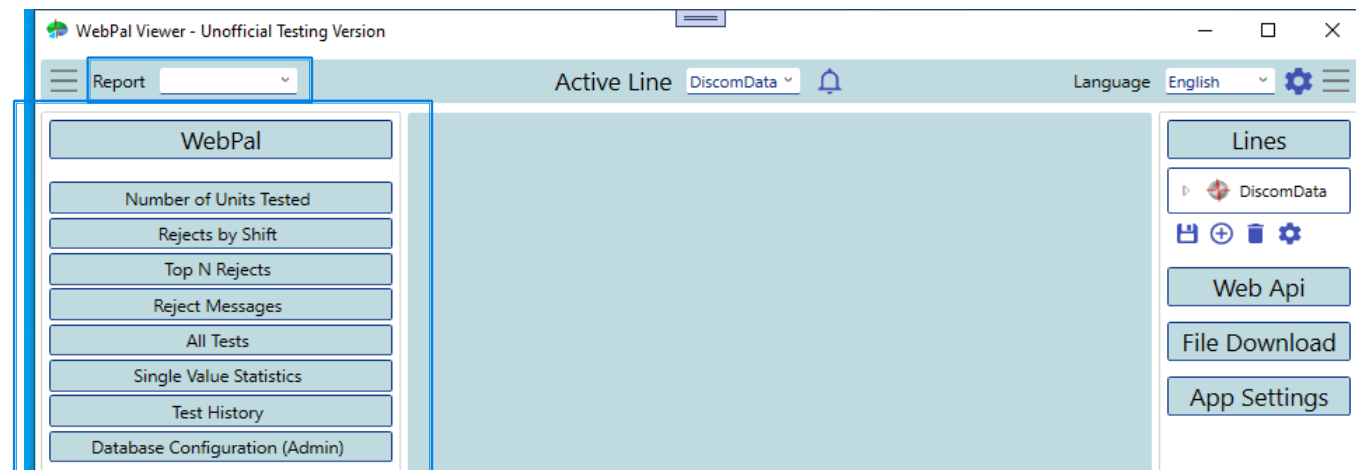 WebPal Viewer - Unofficial Testing Version
Report
Active Line DiscomData
Language English
WebPal
Number of Units Tested
Rejects by Shift
Top N Rejects
Reject Messages
All Tests
Single Value Statistics
Test History
Database Configuration (Admin)
Lines
DiscomData
Web Api
File Download
App Settings